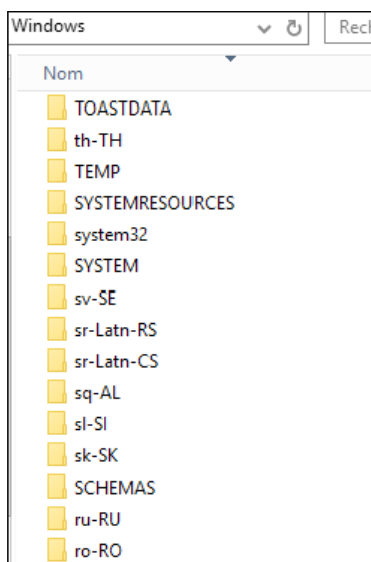 Windows Rech
Nom
TOASTDATA
th-TH
TEMP
SYSTEMRESOURCES
system32
SYSTEM
sv-SE
sr-Latn-RS
sr-Latn-CS
sq-AL
sl-SI
sk-SK
SCHEMAS
ru-RU
ro-RO